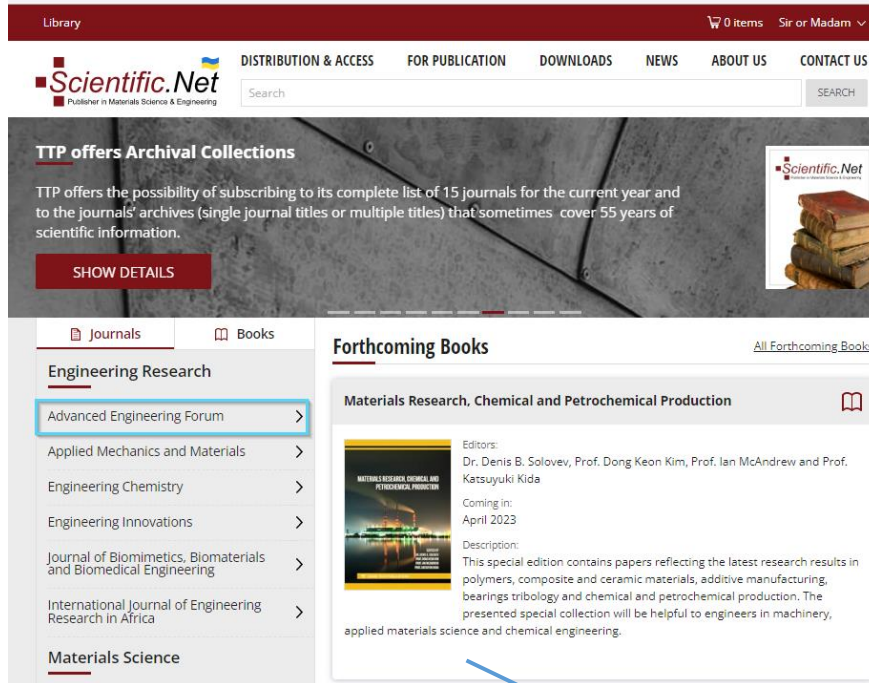 Library
0 items Sir or Madam
Scientific.Net
Publisher in Materials Science & Engineering
DISTRIBUTION & ACCESS FOR PUBLICATION DOWNLOADS NEWS ABOUT US CONTACT US
Search SEARCH
TTP offers Archival Collections
TTP offers the possibility of subscribing to its complete list of 15 journals for the current year and
to the journals' archives (single journal titles or multiple titles) that sometimes cover 55 years of
scientific information.
SHOW DETAILS
Scientific.Net
Journals Books
Engineering Research
Advanced Engineering Forum
Applied Mechanics and Materials
Engineering Chemistry
Engineering Innovations
Journal of Biomimetics, Biomaterials
and Biomedical Engineering
International Journal of Engineering
Research in Africa
Materials Science
Forthcoming Books
All Forthcoming Books
Materials Research, Chemical and Petrochemical Production
MATERIALS RESEARCH, CHEMICAL AND
PETROCHEMICAL PRODUCTION
Editors:
Dr. Denis B. Solovev, Prof. Dong Keon Kim, Prof. Ian McAndrew and Prof.
Katsuyuki Kida
Coming in:
April 2023
Description:
This special edition contains papers reflecting the latest research results in
polymers, composite and ceramic materials, additive manufacturing,
bearings tribology and chemical and petrochemical production. The
presented special collection will be helpful to engineers in machinery,
applied materials science and chemical engineering.